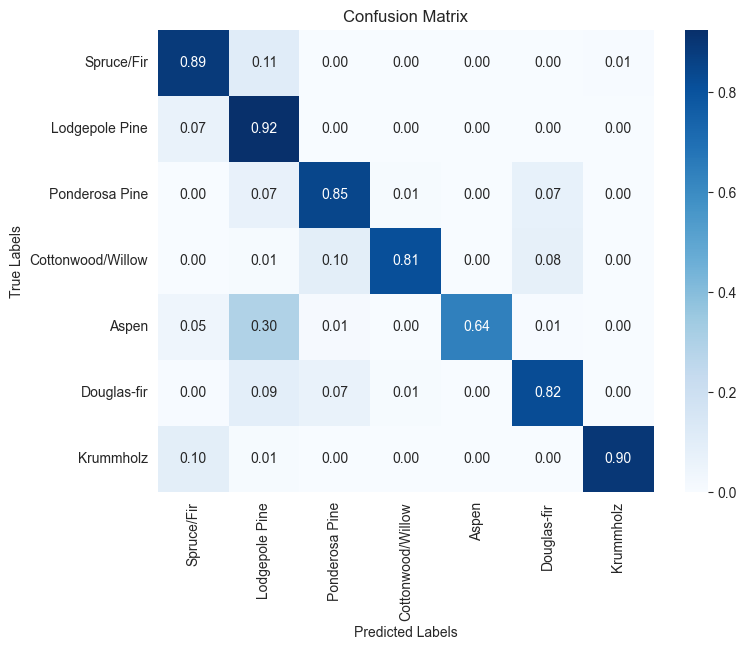 Confusion Matrix
True Labels
Spruce/Fir 0.89 0.11 0.00 0.00 0.00 0.00 0.01
Lodgepole Pine 0.07 0.92 0.00 0.00 0.00 0.00 0.00
Ponderosa Pine 0.00 0.07 0.85 0.01 0.00 0.07 0.00
Cottonwood/Willow 0.00 0.01 0.10 0.81 0.00 0.08 0.00
Aspen 0.05 0.30 0.01 0.00 0.64 0.01 0.00
Douglas-fir 0.00 0.09 0.07 0.01 0.00 0.82 0.00
Krummholz 0.10 0.01 0.00 0.00 0.00 0.00 0.90
Spruce/Fir
Lodgepole Pine
Ponderosa Pine
Cottonwood/Willow
Aspen
Douglas-fir
Krummholz
Predicted Labels
0.8
0.6
0.4
0.2
0.0